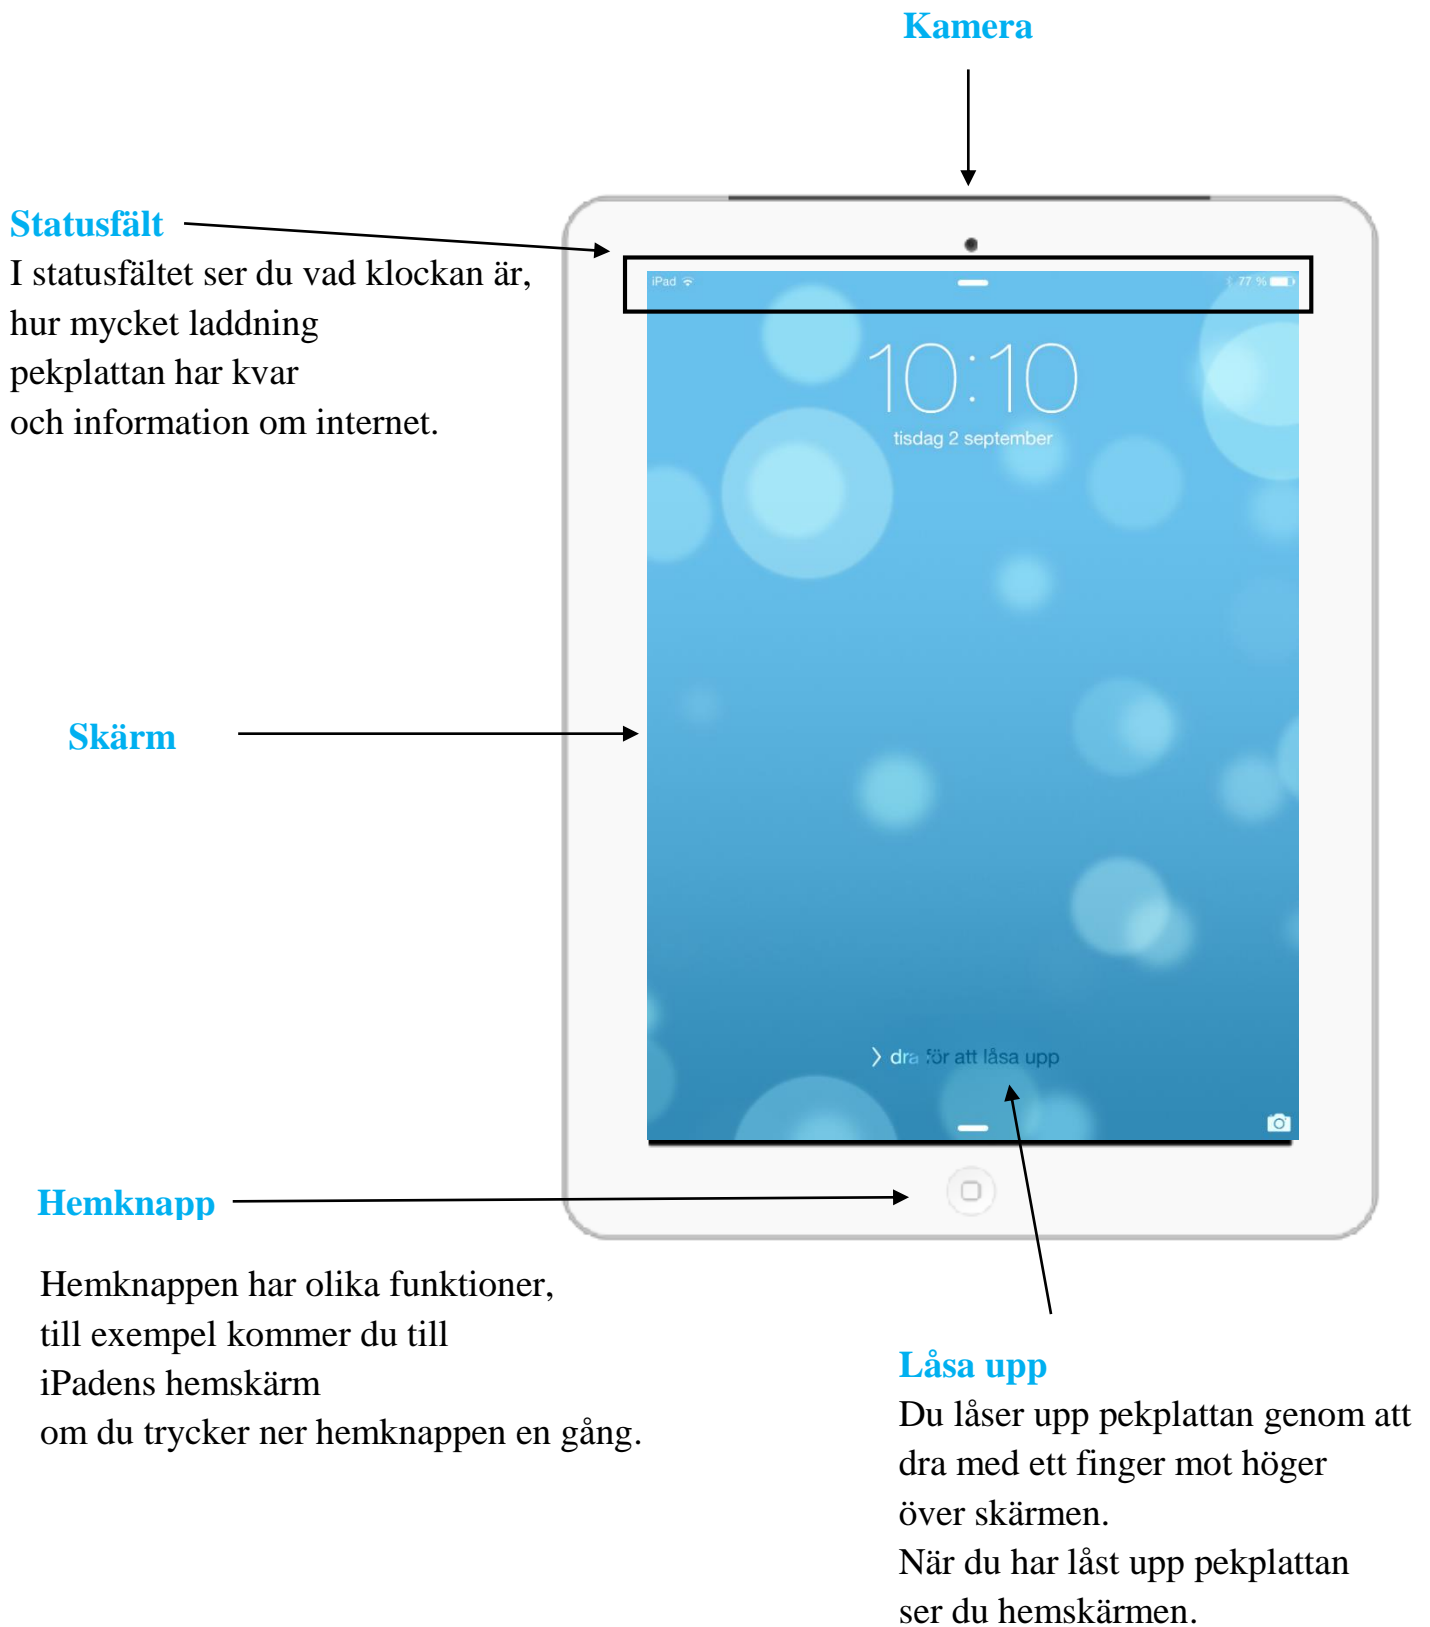 Kamera
Statusfält
I statusfältet ser du vad klockan är,
hur mycket laddning
pekplattan har kvar
och information om internet.
iPad
77 %
10:10
tisdag 2 september
Skärm
dra för att låsa upp
Hemknapp
Hemknappen har olika funktioner,
till exempel kommer du till
iPadens hemskärm
om du trycker ner hemknappen en gång.
Låsa upp
Du låser upp pekplattan genom att
dra med ett finger mot höger
över skärmen.
När du har låst upp pekplattan
ser du hemskärmen.